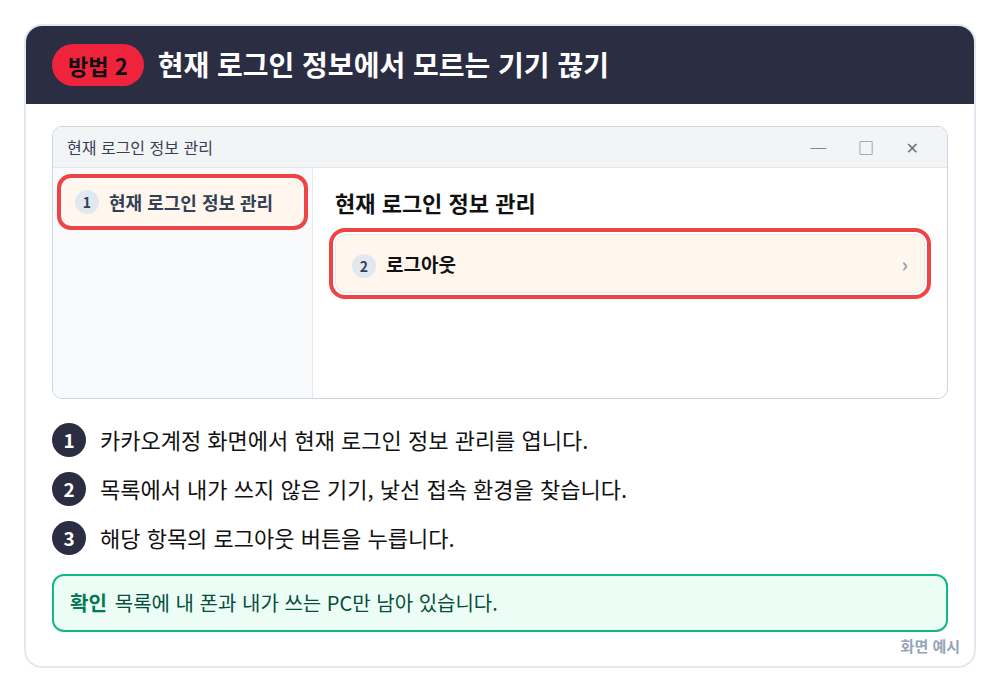 방법 2 현재 로그인 정보에서 모르는 기기 끊기
현재 로그인 정보 관리
1 현재 로그인 정보 관리
현재 로그인 정보 관리
2 로그아웃 ›
1 카카오계정 화면에서 현재 로그인 정보 관리를 엽니다.
2 목록에서 내가 쓰지 않은 기기, 낯선 접속 환경을 찾습니다.
3 해당 항목의 로그아웃 버튼을 누릅니다.
확인 목록에 내 폰과 내가 쓰는 PC만 남아 있습니다.
화면 예시